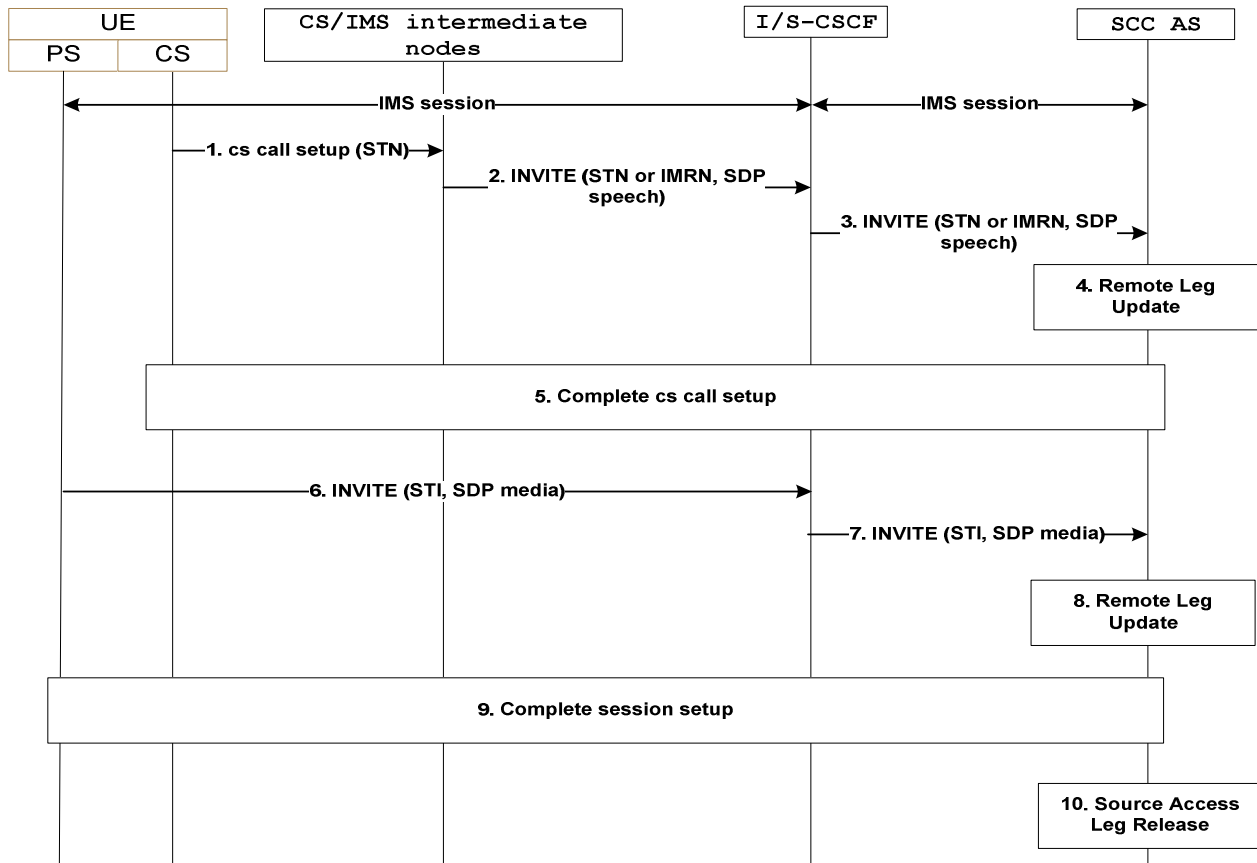 UE
PS
CS
CS/IMS intermediate
nodes
I/S-CSCF
SCC AS
IMS session
IMS session
1. cs call setup (STN)
2. INVITE (STN or IMRN, SDP
speech)
3. INVITE (STN or IMRN, SDP
speech)
4. Remote Leg
Update
5. Complete cs call setup
6. INVITE (STI, SDP media)
7. INVITE (STI, SDP media)
8. Remote Leg
Update
9. Complete session setup
10. Source Access
Leg Release